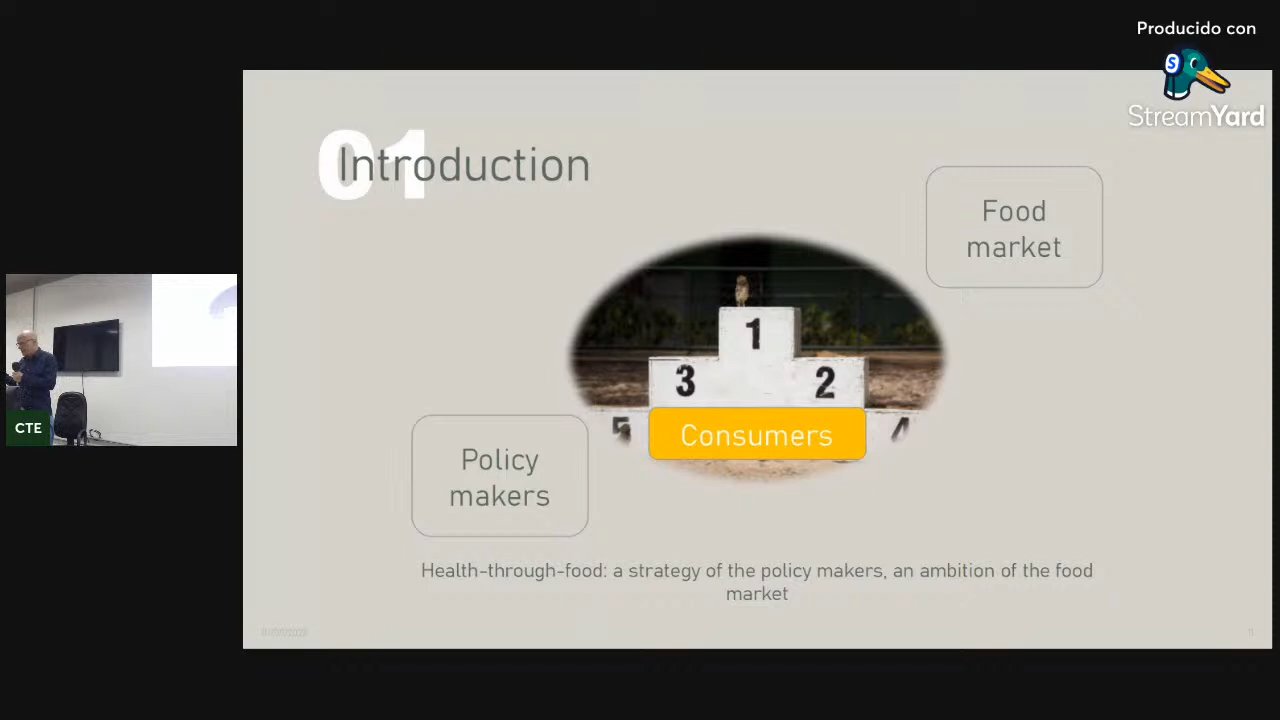 Producido con
S
StreamYard
01
Introduction
Food
market
1
3
2
5
4
Consumers
Policy
makers
Health-through-food: a strategy of the policy makers, an ambition of the food
market
CTE
11